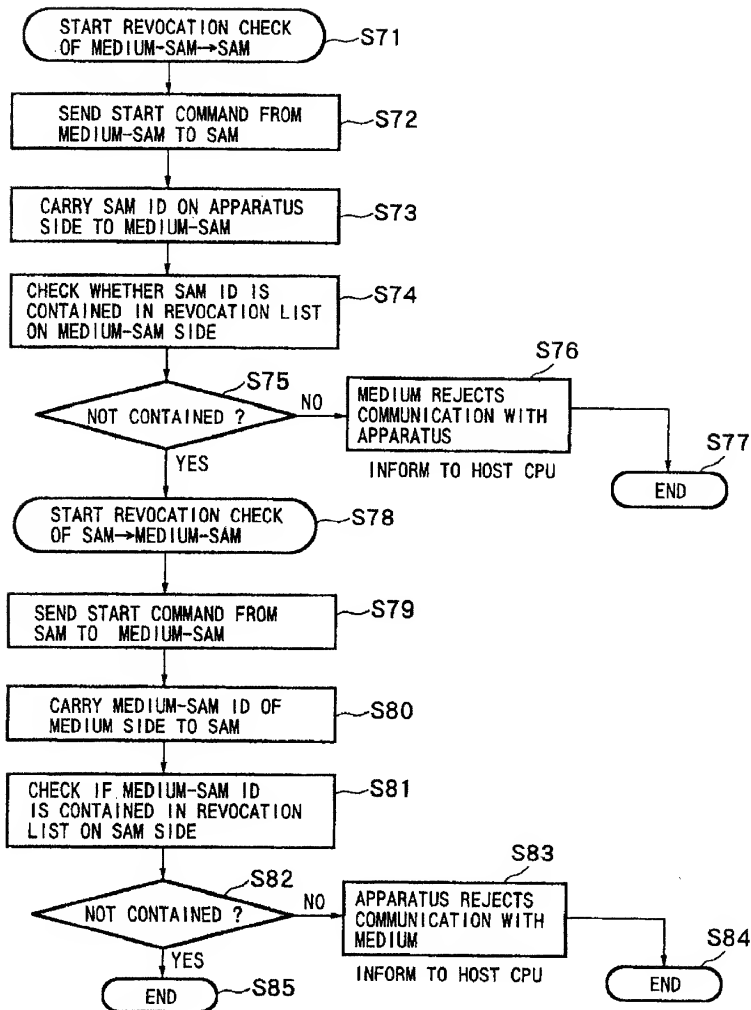 START REVOCATION CHECK
OF MEDIUM-SAM→SAM
S71
SEND START COMMAND FROM
MEDIUM-SAM TO SAM
S72
CARRY SAM ID ON APPARATUS
SIDE TO MEDIUM-SAM
S73
CHECK WHETHER SAM ID IS
CONTAINED IN REVOCATION LIST
ON MEDIUM-SAM SIDE
S74
S75
NOT CONTAINED ?
NO
YES
S76
MEDIUM REJECTS
COMMUNICATION WITH
APPARATUS
INFORM TO HOST CPU
S77
END
START REVOCATION CHECK
OF SAM→MEDIUM-SAM
S78
SEND START COMMAND FROM
SAM TO MEDIUM-SAM
S79
CARRY MEDIUM-SAM ID OF
MEDIUM SIDE TO SAM
S80
CHECK IF MEDIUM-SAM ID
IS CONTAINED IN REVOCATION
LIST ON SAM SIDE
S81
S82
NOT CONTAINED ?
NO
YES
S83
APPARATUS REJECTS
COMMUNICATION WITH
MEDIUM
INFORM TO HOST CPU
S84
END
END
S85